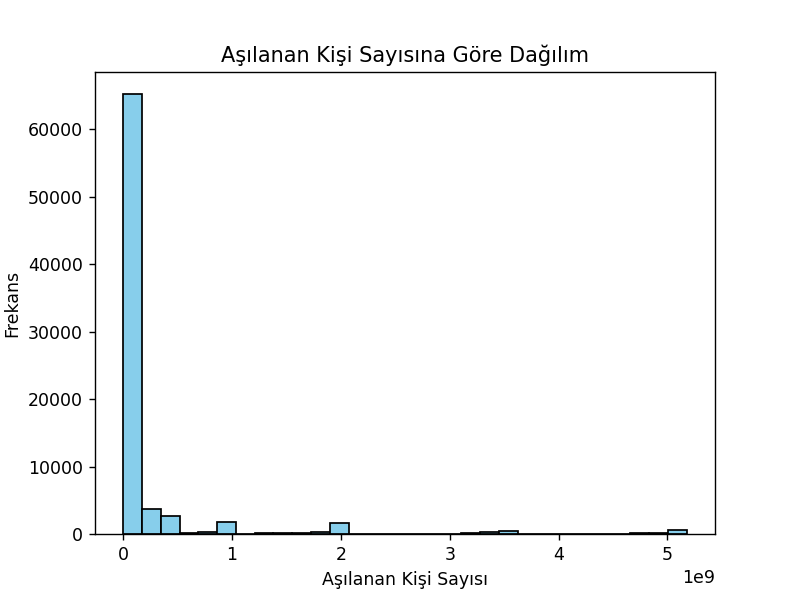 Aşılanan Kişi Sayısına Göre Dağılım
Frekans
60000
50000
40000
30000
20000
10000
0
0 1 2 3 4 5
1e9
Aşılanan Kişi Sayısı